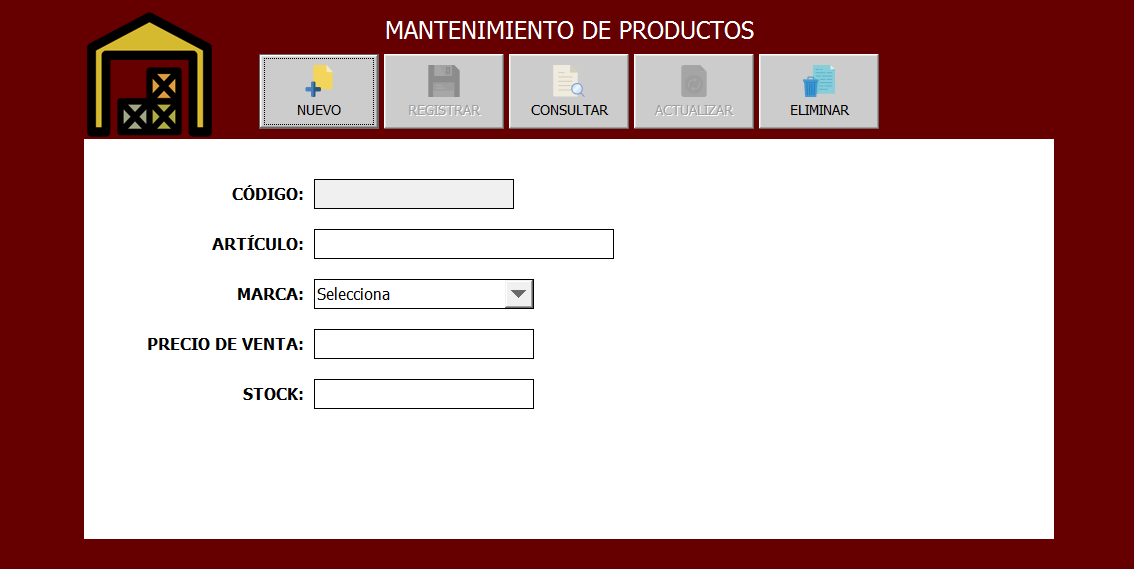 MANTENIMIENTO DE PRODUCTOS
NUEVO
REGISTRAR
CONSULTAR
ACTUALIZAR
ELIMINAR
CÓDIGO:
ARTÍCULO:
MARCA: Selecciona
PRECIO DE VENTA:
STOCK: